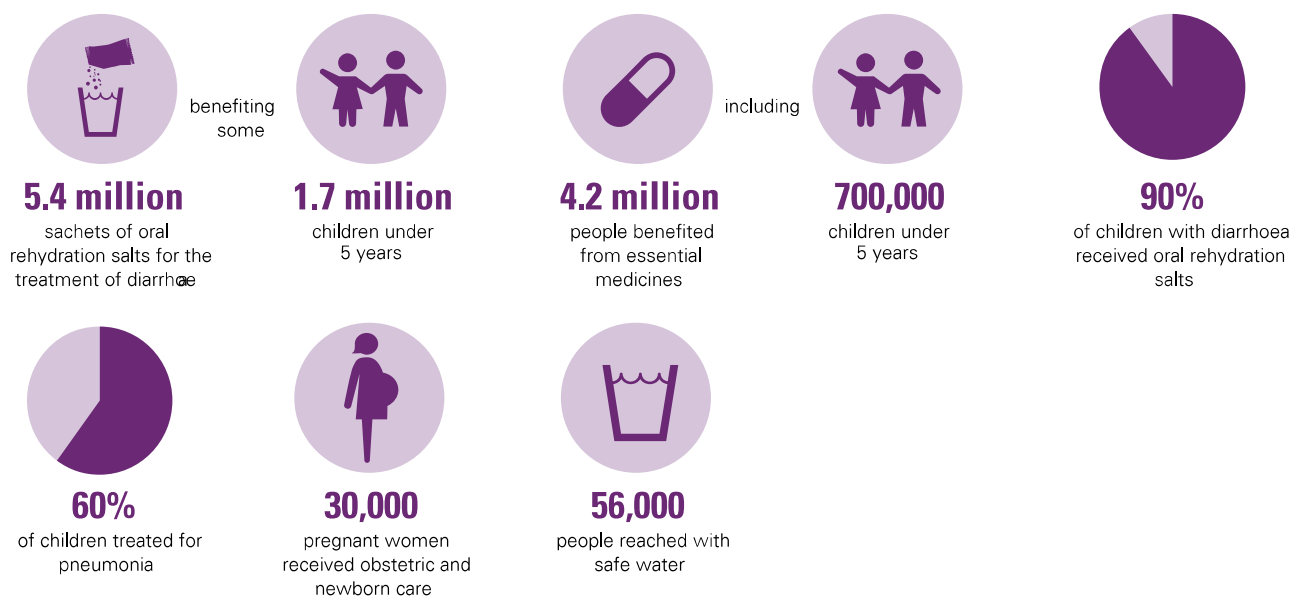 benefiting
some
including
5.4 million
sachets of oral
rehydration salts for the
treatment of diarrhoea
1.7 million
children under
5 years
4.2 million
people benefited
from essential
medicines
700,000
children under
5 years
90%
of children with diarrhoea
received oral rehydration
salts
60%
of children treated for
pneumonia
30,000
pregnant women
received obstetric and
newborn care
56,000
people reached with
safe water